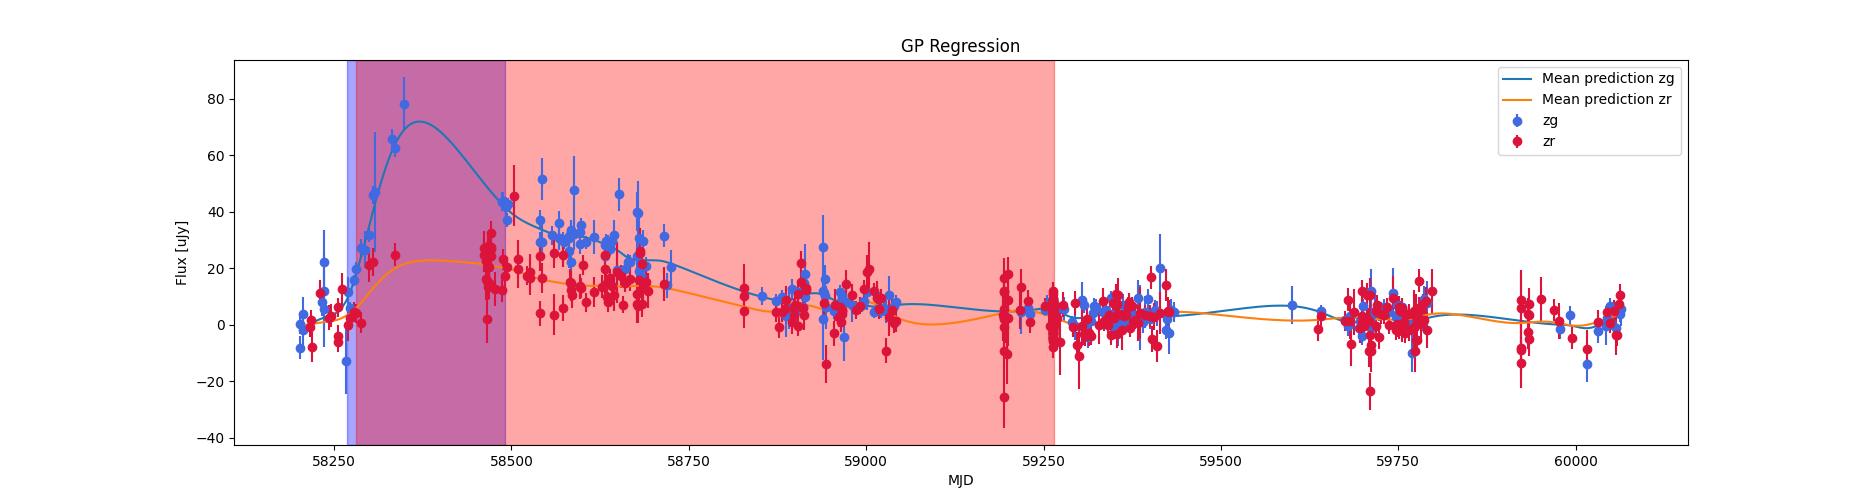 GP Regression
Mean prediction zg
Mean prediction zr
zg
zr
Flux [uJy]
80
60
40
20
0
−20
−40
58250 58500 58750 59000 59250 59500 59750 60000
MJD